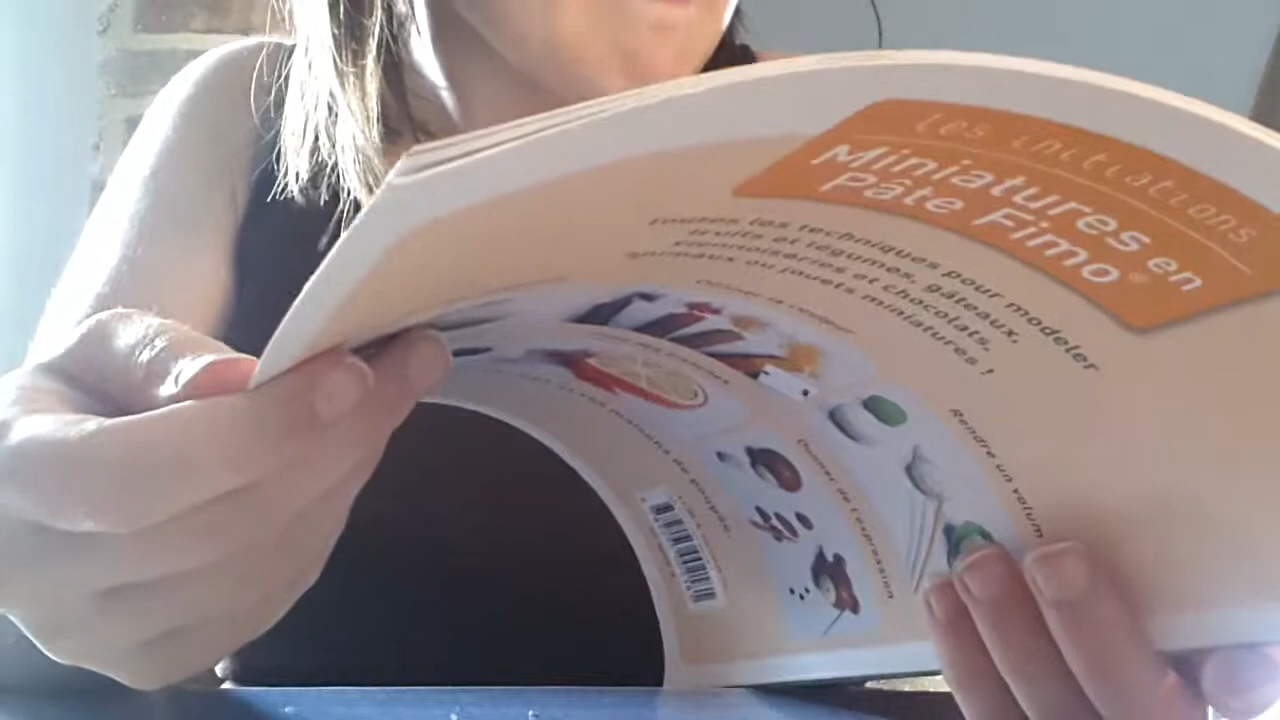 Les initiations
Miniatures en
Pâte Fimo®
Toutes les techniques pour modeler
fruits et légumes, gâteaux,
viennoiseries et chocolats,
animaux ou jouets miniatures !
Rendre un volum
Donner de l'expression